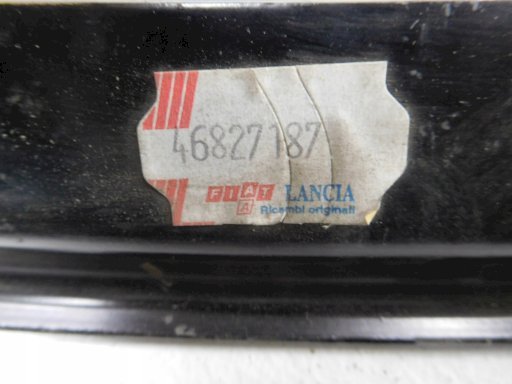 46827187
FIAT LANCIA
A
Ricambi originali